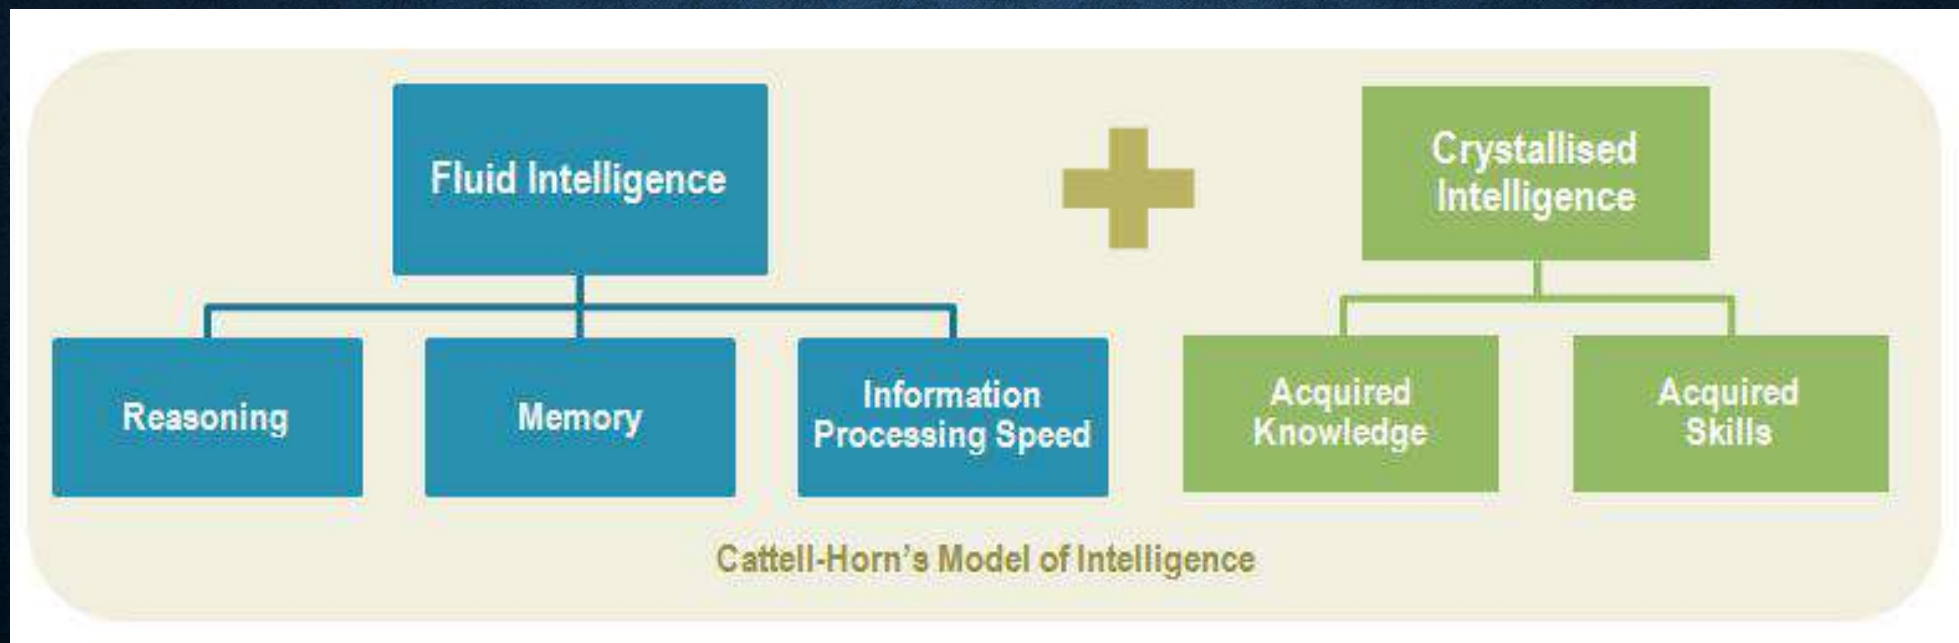 Fluid Intelligence
Crystallised
Intelligence
Reasoning
Memory
Information
Processing Speed
Acquired
Knowledge
Acquired
Skills
Cattell-Horn’s Model of Intelligence